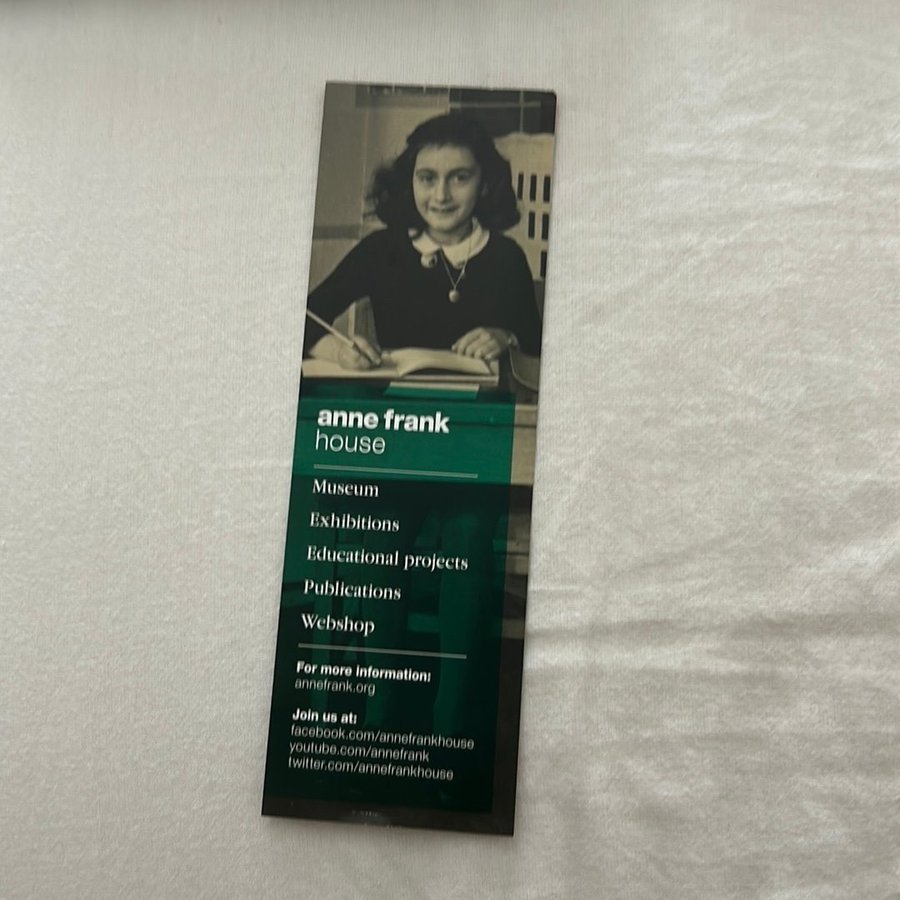 anne frank
house
Museum
Exhibitions
Educational projects
Publications
Webshop
For more information:
annefrank.org
Join us at:
facebook.com/annefrankhouse
youtube.com/annefrank
twitter.com/annefrankhouse